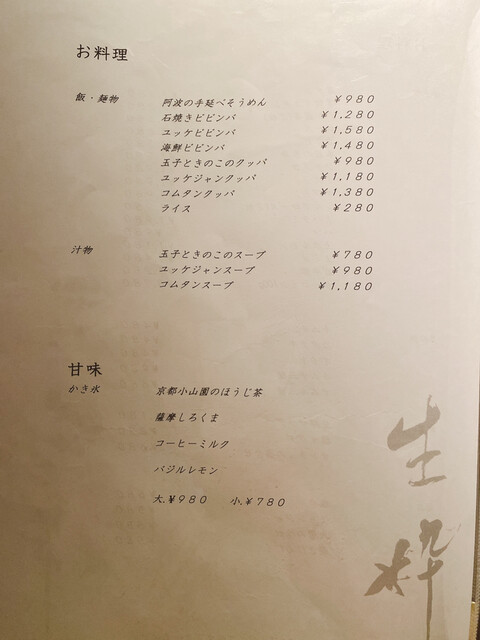 お料理
飯・麺物 阿波の手延べそうめん ¥980
石焼きビビンバ ¥1,280
ユッケビビンバ ¥1,580
海鮮ビビンバ ¥1,480
玉子ときのこのクッパ ¥980
ユッケジャンクッパ ¥1,180
コムタンクッパ ¥1,380
ライス ¥280
汁物 玉子ときのこのスープ ¥780
ユッケジャンスープ ¥980
コムタンスープ ¥1,180
甘味
かき氷 京都小山園のほうじ茶
薩摩しろくま
コーヒーミルク
バジルレモン
大.¥980 小.¥780
生粋